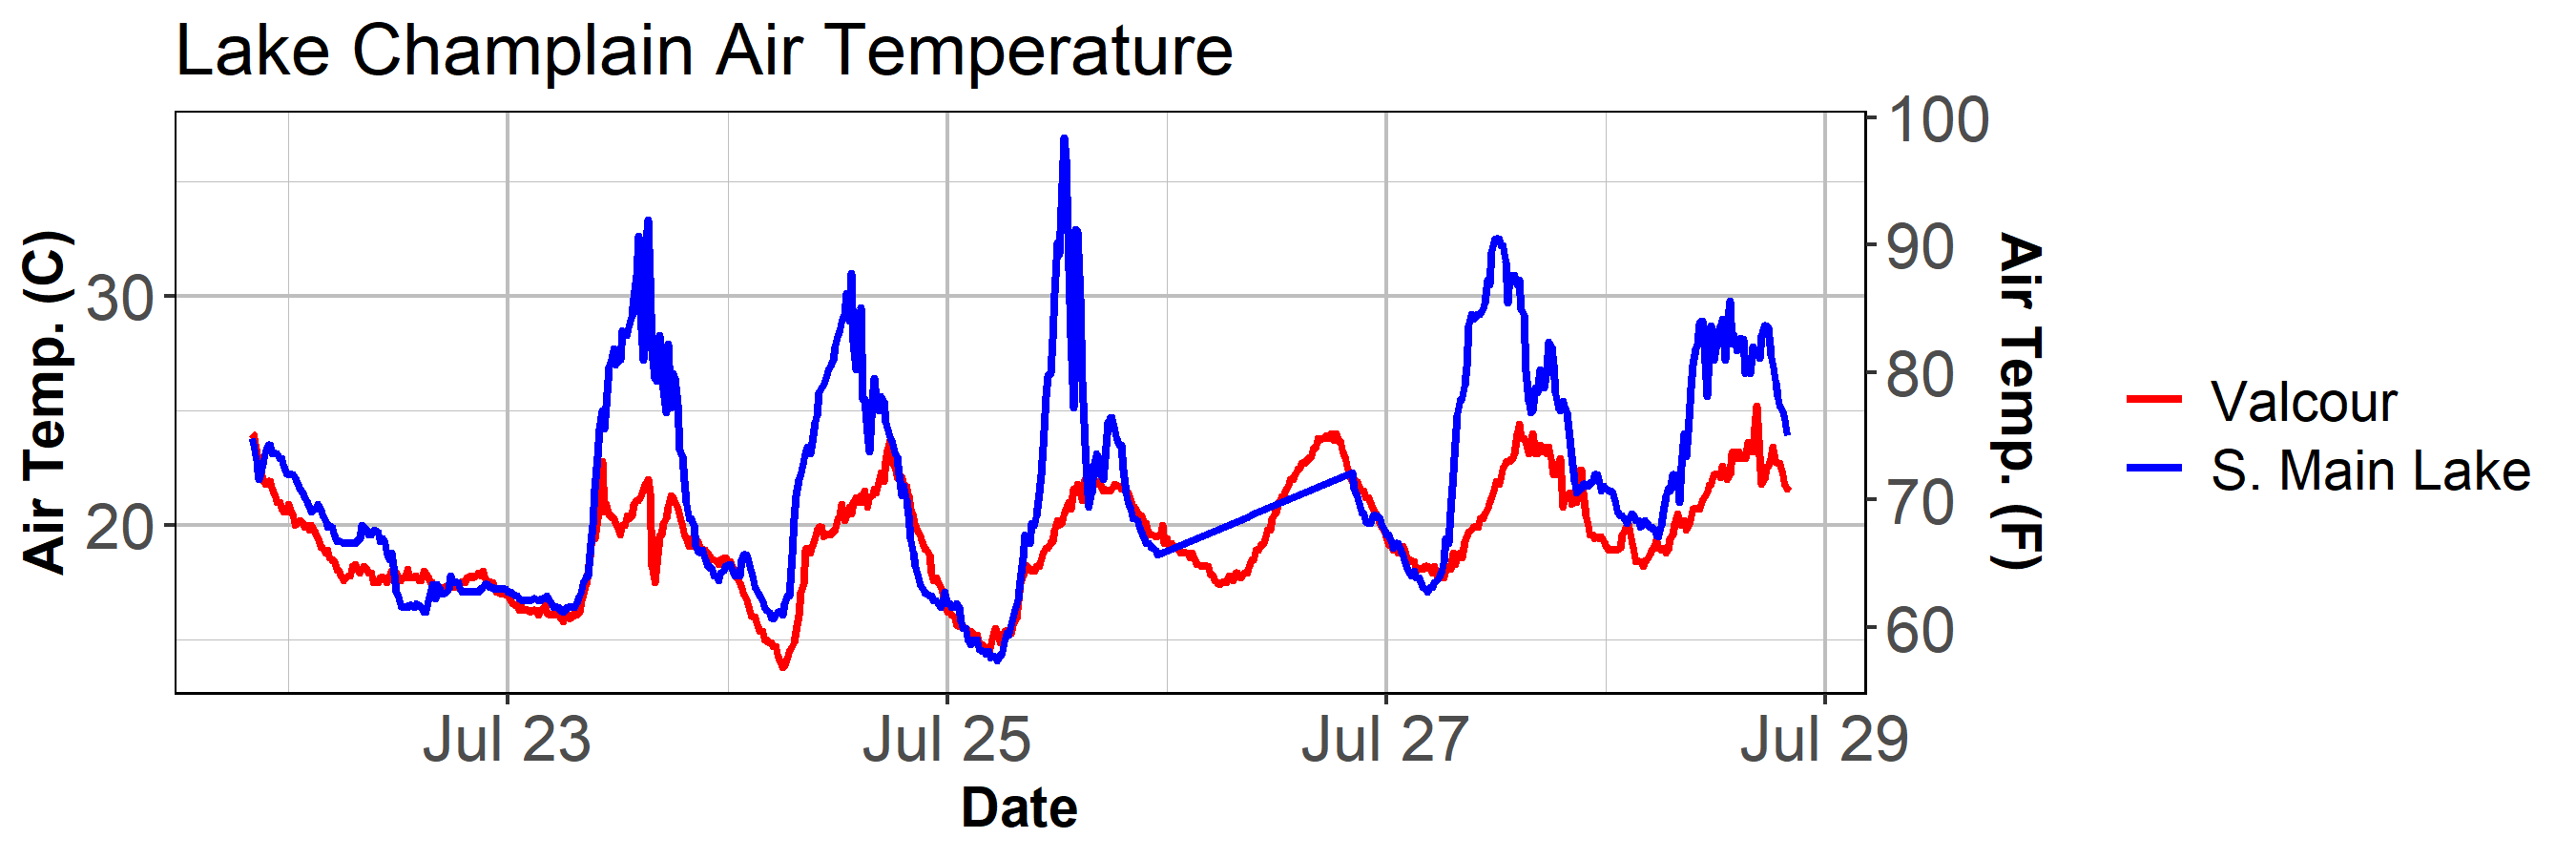 Lake Champlain Air Temperature
Air Temp. (C)
30
20
100
90
80
70
60
Air Temp. (F)
Jul 23
Jul 25
Jul 27
Jul 29
Date
Valcour
S. Main Lake